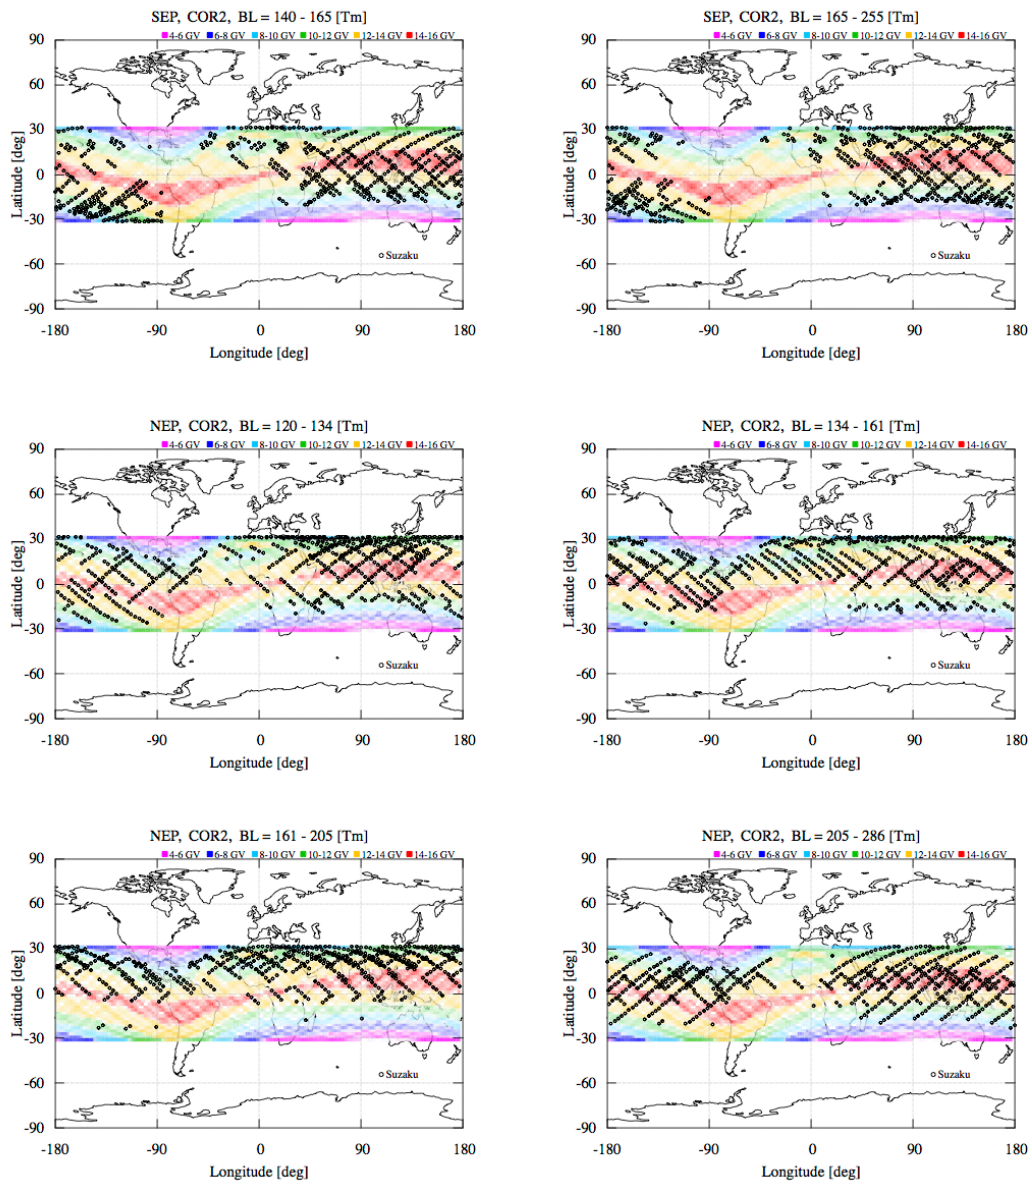 SEP, COR2, BL = 140 - 165 [Tm]
4-6 GV 6-8 GV 8-10 GV 10-12 GV 12-14 GV 14-16 GV
90
60
30
0
-30
-60
-90
Latitude [deg]
Suzaku
-180 -90 0 90 180
Longitude [deg]
SEP, COR2, BL = 165 - 255 [Tm]
4-6 GV 6-8 GV 8-10 GV 10-12 GV 12-14 GV 14-16 GV
90
60
30
0
-30
-60
-90
Latitude [deg]
Suzaku
-180 -90 0 90 180
Longitude [deg]
NEP, COR2, BL = 120 - 134 [Tm]
4-6 GV 6-8 GV 8-10 GV 10-12 GV 12-14 GV 14-16 GV
90
60
30
0
-30
-60
-90
Latitude [deg]
Suzaku
-180 -90 0 90 180
Longitude [deg]
NEP, COR2, BL = 134 - 161 [Tm]
4-6 GV 6-8 GV 8-10 GV 10-12 GV 12-14 GV 14-16 GV
90
60
30
0
-30
-60
-90
Latitude [deg]
Suzaku
-180 -90 0 90 180
Longitude [deg]
NEP, COR2, BL = 161 - 205 [Tm]
4-6 GV 6-8 GV 8-10 GV 10-12 GV 12-14 GV 14-16 GV
90
60
30
0
-30
-60
-90
Latitude [deg]
Suzaku
-180 -90 0 90 180
Longitude [deg]
NEP, COR2, BL = 205 - 286 [Tm]
4-6 GV 6-8 GV 8-10 GV 10-12 GV 12-14 GV 14-16 GV
90
60
30
0
-30
-60
-90
Latitude [deg]
Suzaku
-180 -90 0 90 180
Longitude [deg]